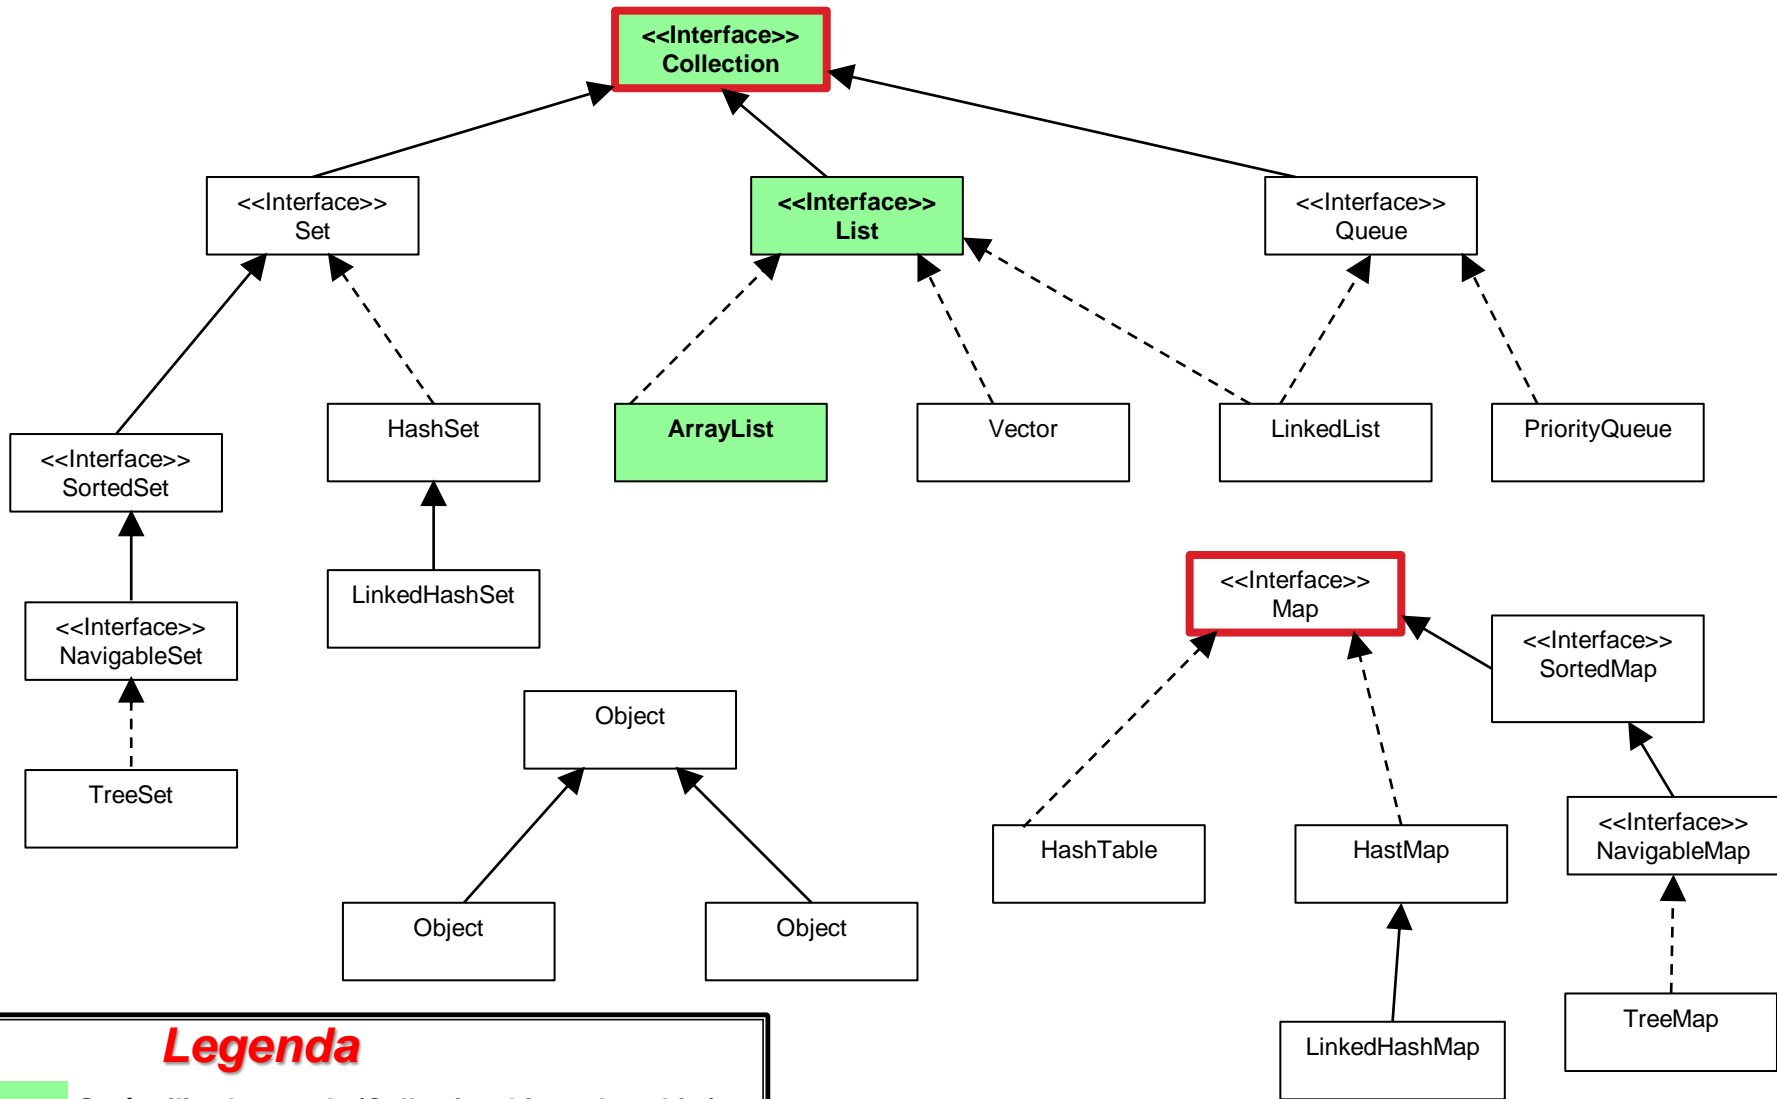 <<Interface>>
Collection
<<Interface>>
Set
<<Interface>>
List
<<Interface>>
Queue
HashSet
ArrayList
Vector
LinkedList
PriorityQueue
<<Interface>>
SortedSet
LinkedHashSet
<<Interface>>
Map
<<Interface>>
NavigableSet
<<Interface>>
SortedMap
Object
TreeSet
HashTable
HastMap
<<Interface>>
NavigableMap
Object
Object
TreeMap
LinkedHashMap
Legenda